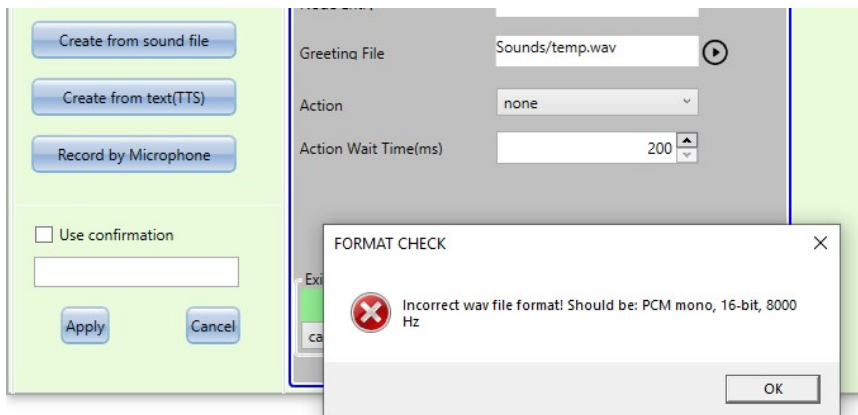 Create from sound file
Greeting File
Sounds/temp.wav
Create from text(TTS)
Action
none
Record by Microphone
Action Wait Time(ms)
200
Use confirmation
FORMAT CHECK
Exi
Incorrect wav file format! Should be: PCM mono, 16-bit, 8000
Hz
Apply
Cancel
ca
OK